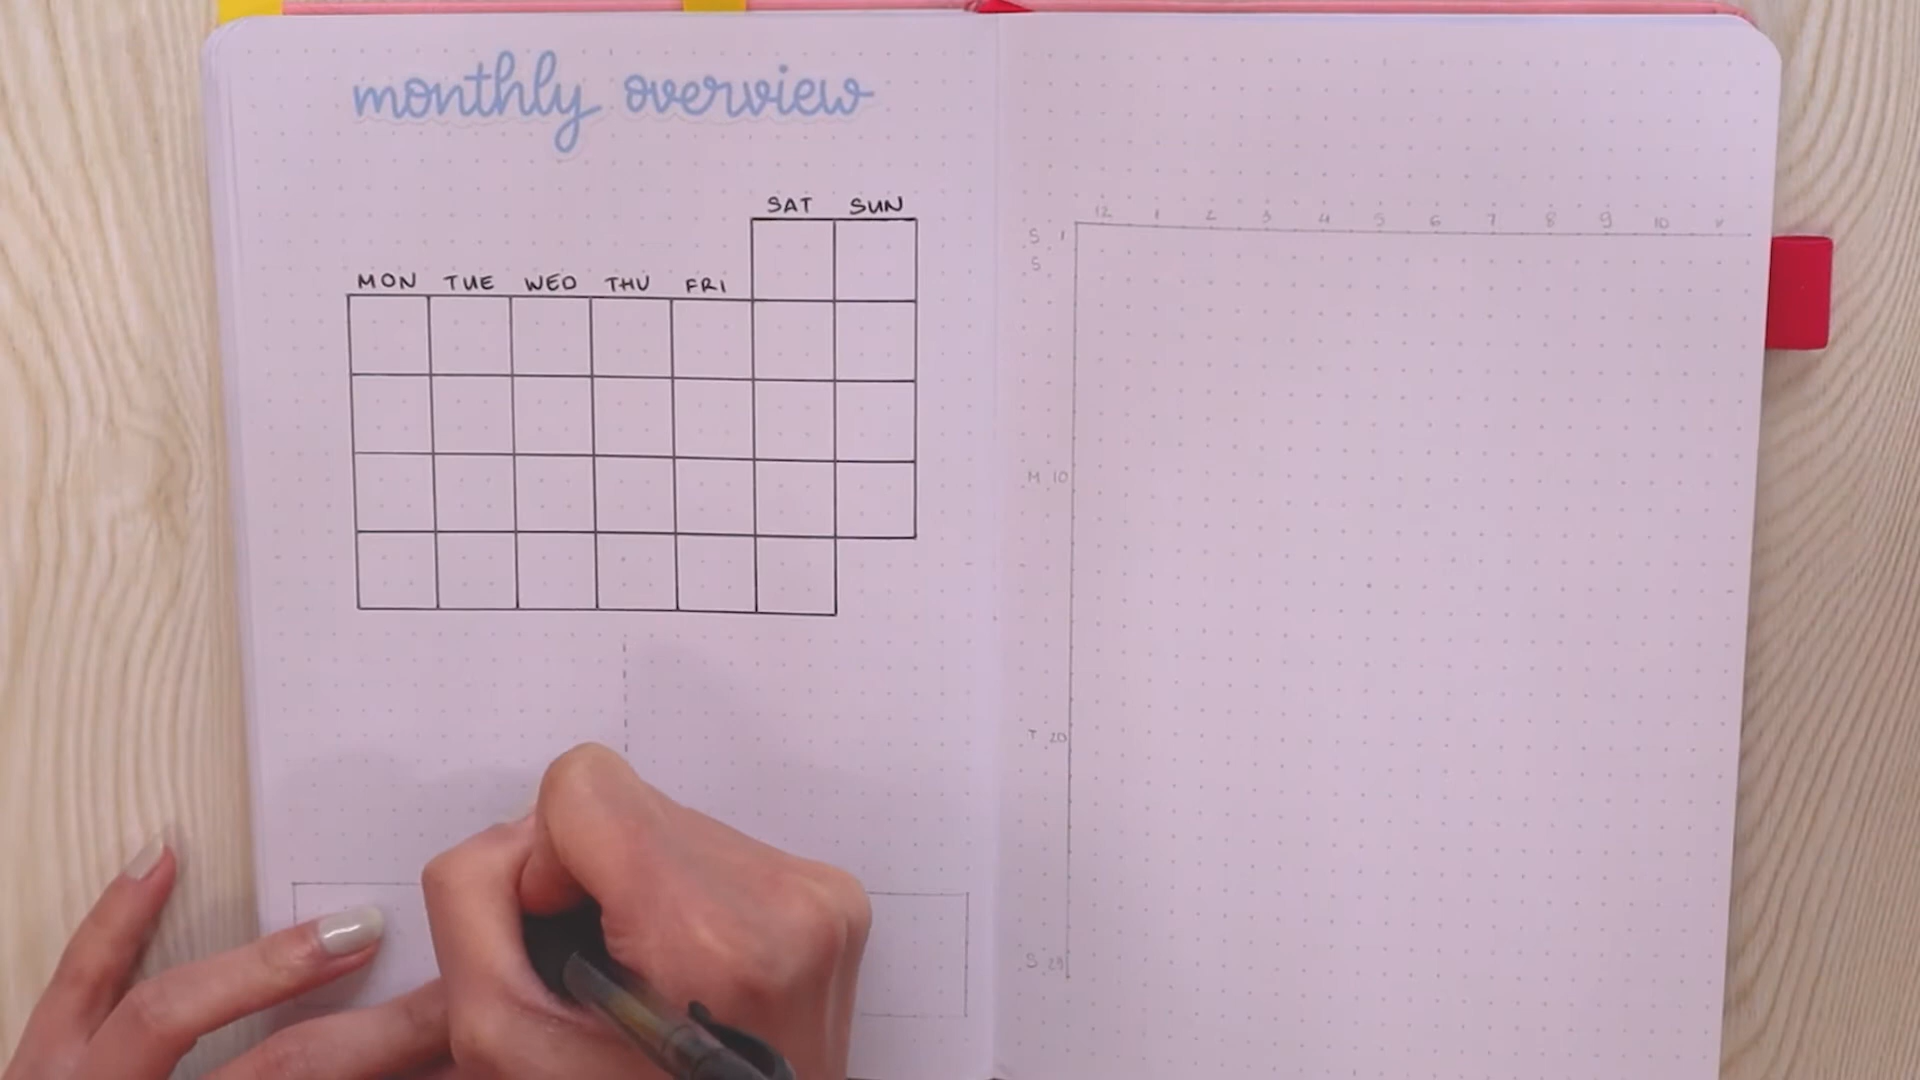 monthly overview
SAT SUN
MON TUE WED THU FRI
12 1 2 3 4 5 6 7 8 9 10
S 1
S
M 10
T 20
S 29